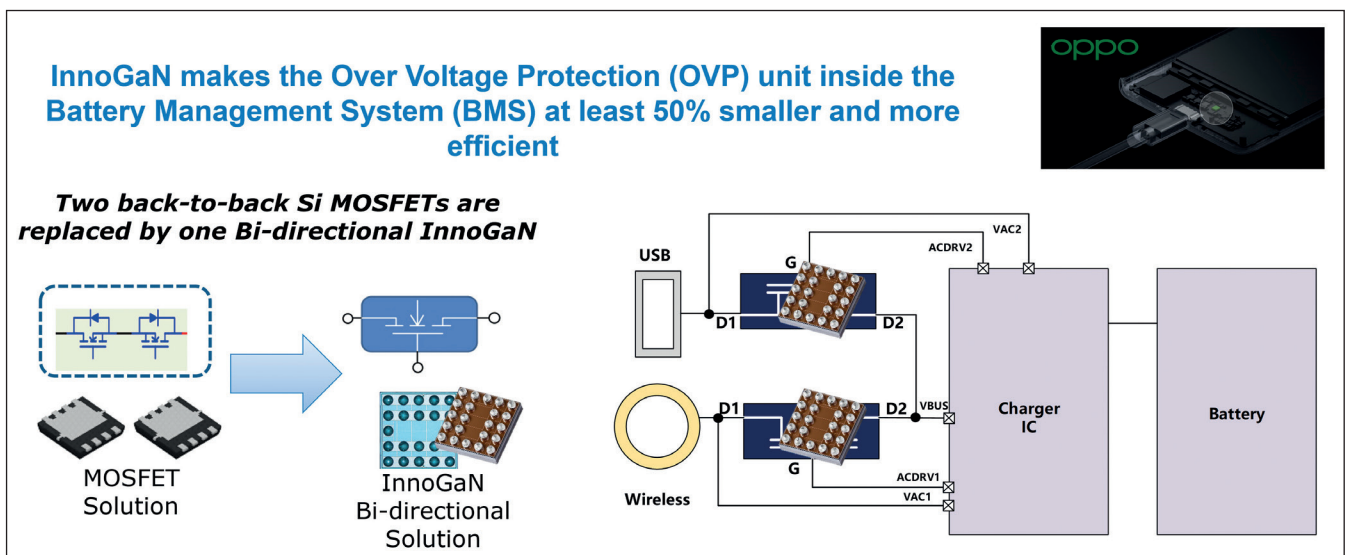 InnoGaN makes the Over Voltage Protection (OVP) unit inside the
Battery Management System (BMS) at least 50% smaller and more
efficient
oppo
Two back-to-back Si MOSFETs are
replaced by one Bi-directional InnoGaN
MOSFET
Solution
InnoGaN
Bi-directional
Solution
USB
G
D1
D2
ACDRV2
VAC2
Wireless
D1
D2
G
VBUS
ACDRV1
VAC1
Charger
IC
Battery